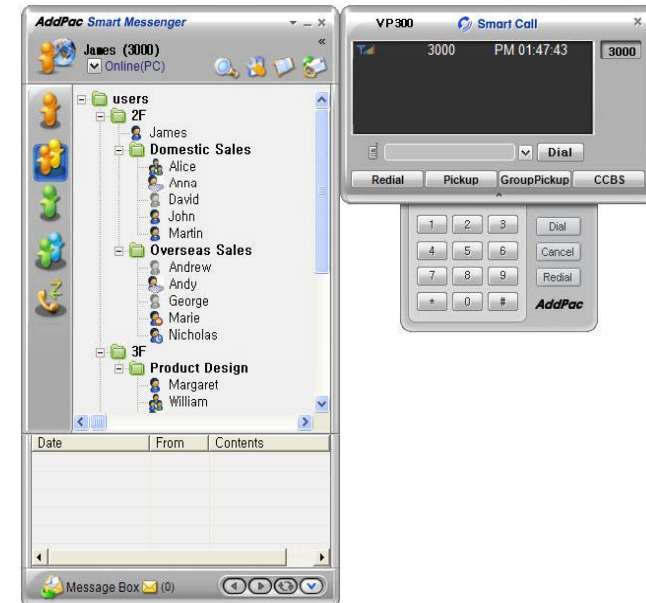 AddPac Smart Messenger
James (3000)
Online(PC)
users
2F
James
Domestic Sales
Alice
Anna
David
John
Martin
Overseas Sales
Andrew
Andy
George
Marie
Nicholas
3F
Product Design
Margaret
William
Date From Contents
Message Box (0)
VP300 Smart Call
3000 PM 01:47:43 3000
Dial
Redial Pickup GroupPickup CCBS
1 2 3 Dial
4 5 6 Cancel
7 8 9 Redial
* 0 # AddPac